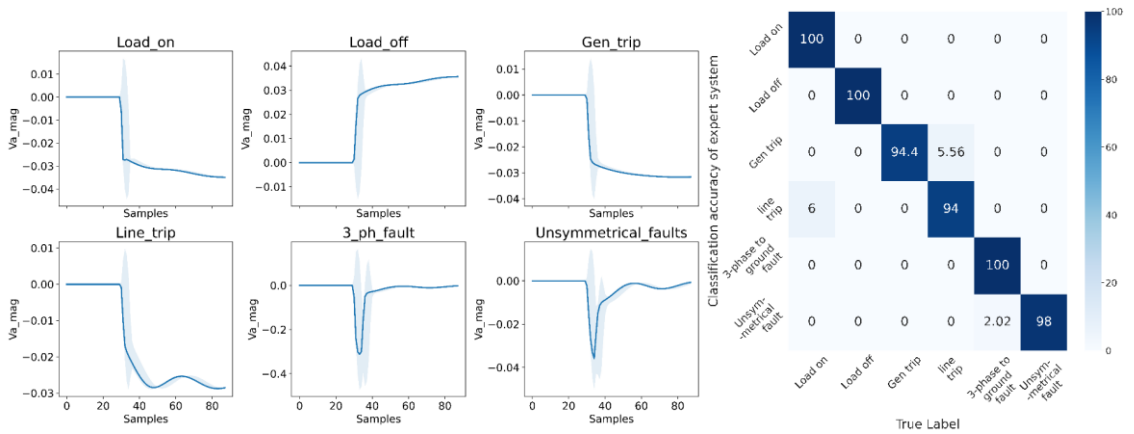 Load_on
0.01
0.00
−0.01
−0.02
−0.03
−0.04
Va_mag
Samples
Load_off
0.04
0.03
0.02
0.01
0.00
−0.01
Va_mag
Samples
Gen_trip
0.01
0.00
−0.01
−0.02
−0.03
−0.04
Va_mag
Samples
Line_trip
0.01
0.00
−0.01
−0.02
−0.03
Va_mag
0 20 40 60 80
Samples
3_ph_fault
0.0
−0.2
−0.4
Va_mag
0 20 40 60 80
Samples
Unsymmetrical_faults
0.00
−0.02
−0.04
Va_mag
0 20 40 60 80
Samples
Classification accuracy of expert system
Load on
100 0 0 0 0 0
Load off
0 100 0 0 0 0
Gen trip
0 0 94.4 5.56 0 0
line
trip
6 0 0 94 0 0
3-phase to
ground
fault
0 0 0 0 100 0
Unsym-
-metrical
fault
0 0 0 0 2.02 98
Load on
Load off
Gen trip
line
trip
3-phase to
ground
fault
Unsym-
-metrical
fault
True Label
100
80
60
40
20
0